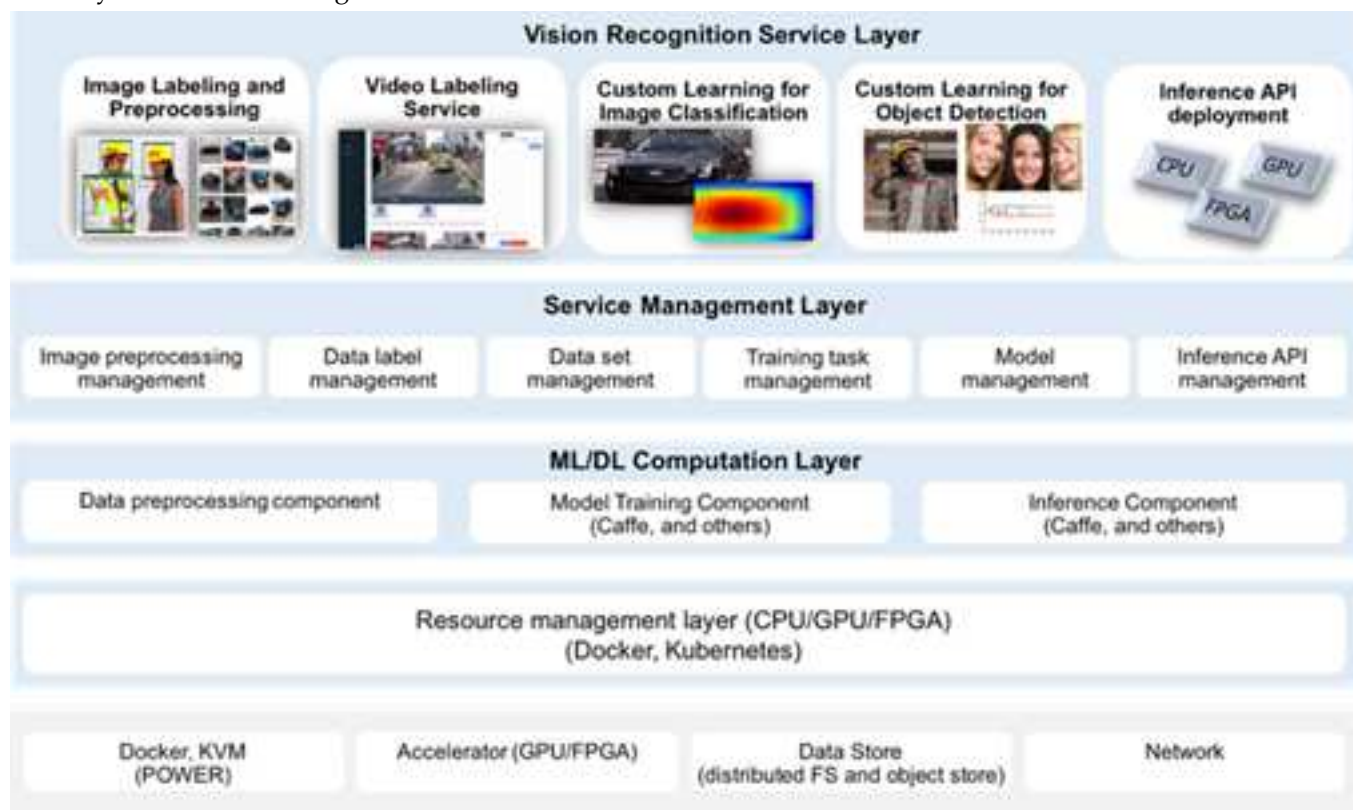 Vision Recognition Service Layer
Image Labeling and
Preprocessing
Video Labeling
Service
Custom Learning for
Image Classification
Custom Learning for
Object Detection
Inference API
deployment
CPU
GPU
FPGA
Service Management Layer
Image preprocessing
management
Data label
management
Data set
management
Training task
management
Model
management
Inference API
management
ML/DL Computation Layer
Data preprocessing component
Model Training Component
(Caffe, and others)
Inference Component
(Caffe, and others)
Resource management layer (CPU/GPU/FPGA)
(Docker, Kubernetes)
Docker, KVM
(POWER)
Accelerator (GPU/FPGA)
Data Store
(distributed FS and object store)
Network